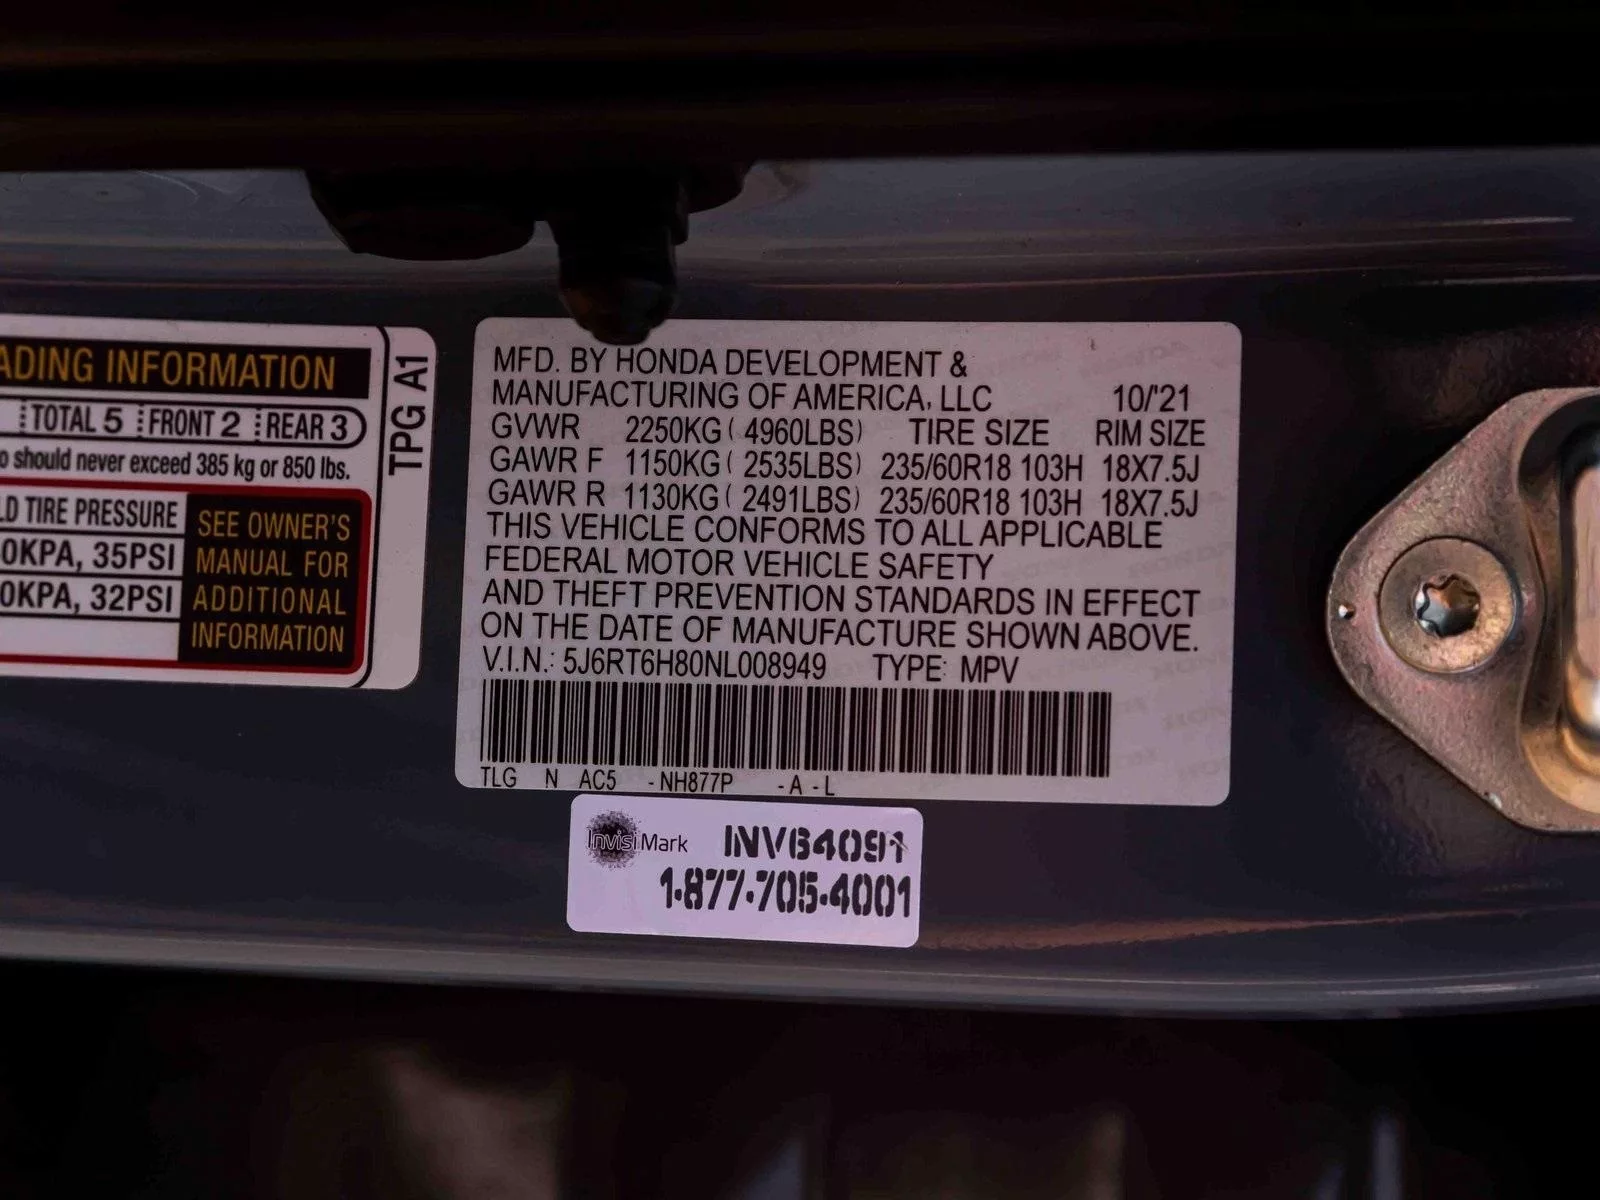 ADING INFORMATION
TOTAL 5 FRONT 2 REAR 3
o should never exceed 385 kg or 850 lbs.
LD TIRE PRESSURE
0KPA, 35PSI
0KPA, 32PSI
SEE OWNER'S
MANUAL FOR
ADDITIONAL
INFORMATION
TPG A1
MFD. BY HONDA DEVELOPMENT &
MANUFACTURING OF AMERICA, LLC 10/'21
GVWR 2250KG ( 4960LBS) TIRE SIZE RIM SIZE
GAWR F 1150KG ( 2535LBS) 235/60R18 103H 18X7.5J
GAWR R 1130KG ( 2491LBS) 235/60R18 103H 18X7.5J
THIS VEHICLE CONFORMS TO ALL APPLICABLE
FEDERAL MOTOR VEHICLE SAFETY
AND THEFT PREVENTION STANDARDS IN EFFECT
ON THE DATE OF MANUFACTURE SHOWN ABOVE.
V.I.N.: 5J6RT6H80NL008949 TYPE: MPV
TLG N AC5 -NH877P -A-L
InvisiMark INV64091
1-877-705-4001